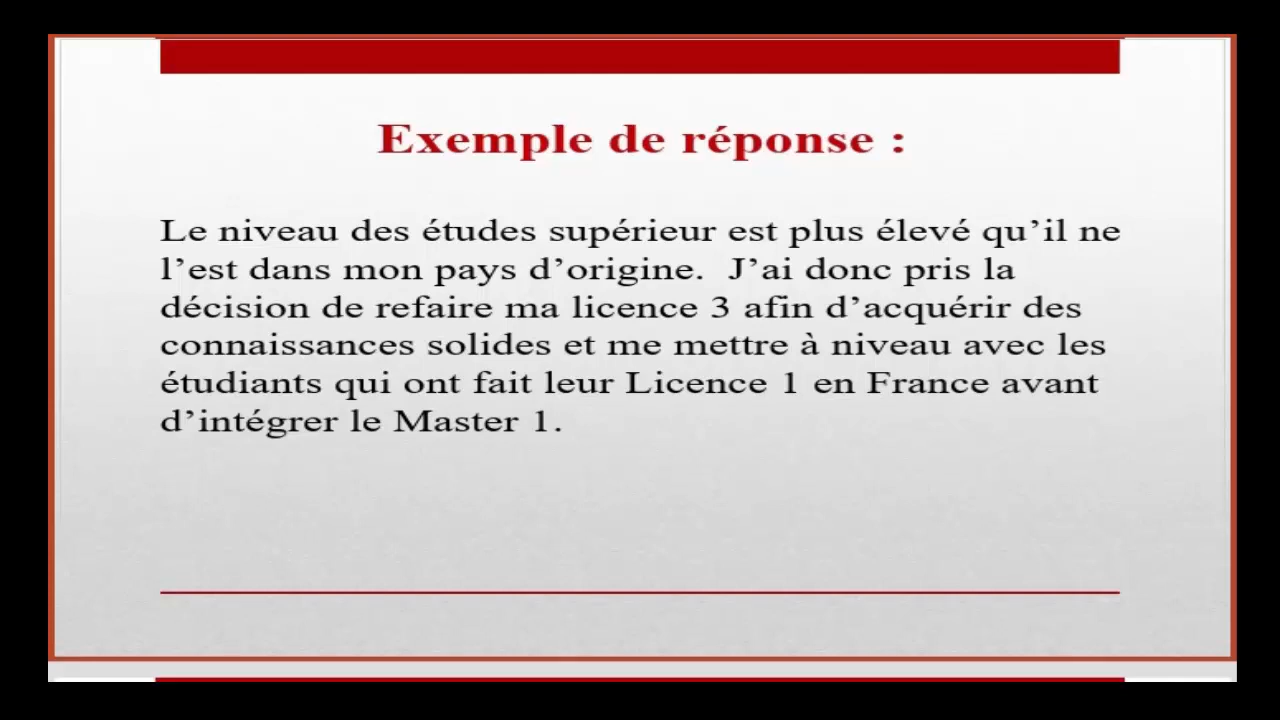 Exemple de réponse :
Le niveau des études supérieur est plus élevé qu’il ne
l’est dans mon pays d’origine.  J’ai donc pris la
décision de refaire ma licence 3 afin d’acquérir des
connaissances solides et me mettre à niveau avec les
étudiants qui ont fait leur Licence 1 en France avant
d’intégrer le Master 1.